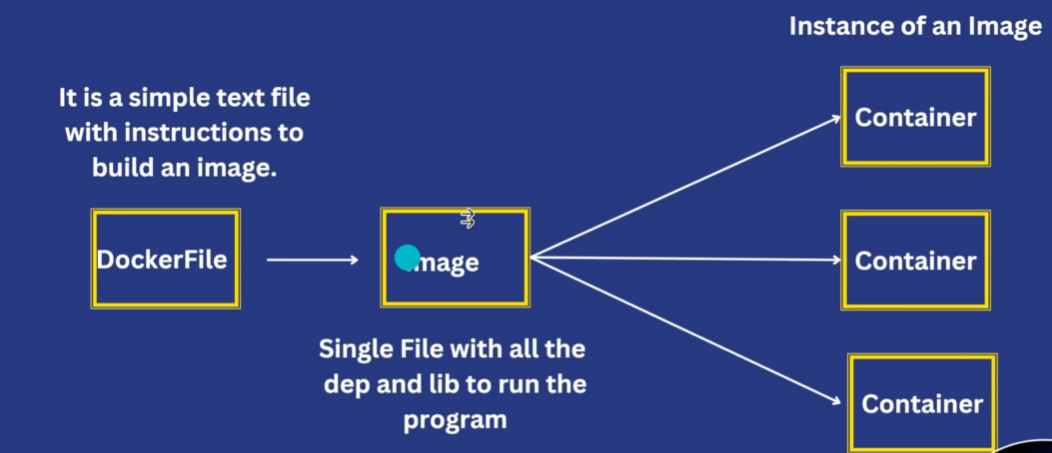 Instance of an Image
It is a simple text file
with instructions to
build an image.
Container
DockerFile
mage
Container
Single File with all the
dep and lib to run the
program
Container